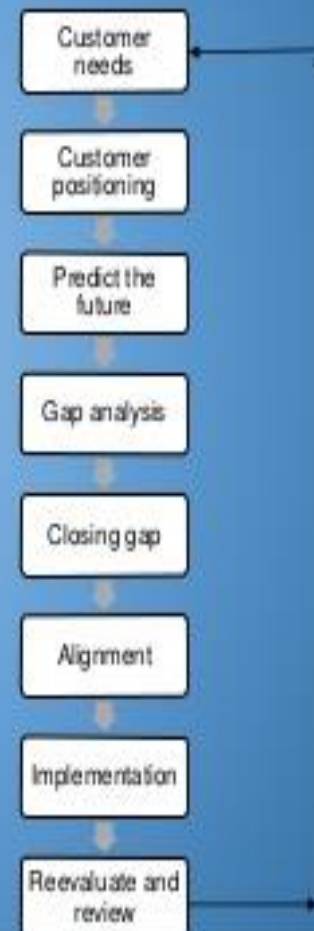 Customer
needs
Customer
positioning
Predict the
future
Gap analysis
Closing gap
Alignment
Implementation
Reevaluate and
review